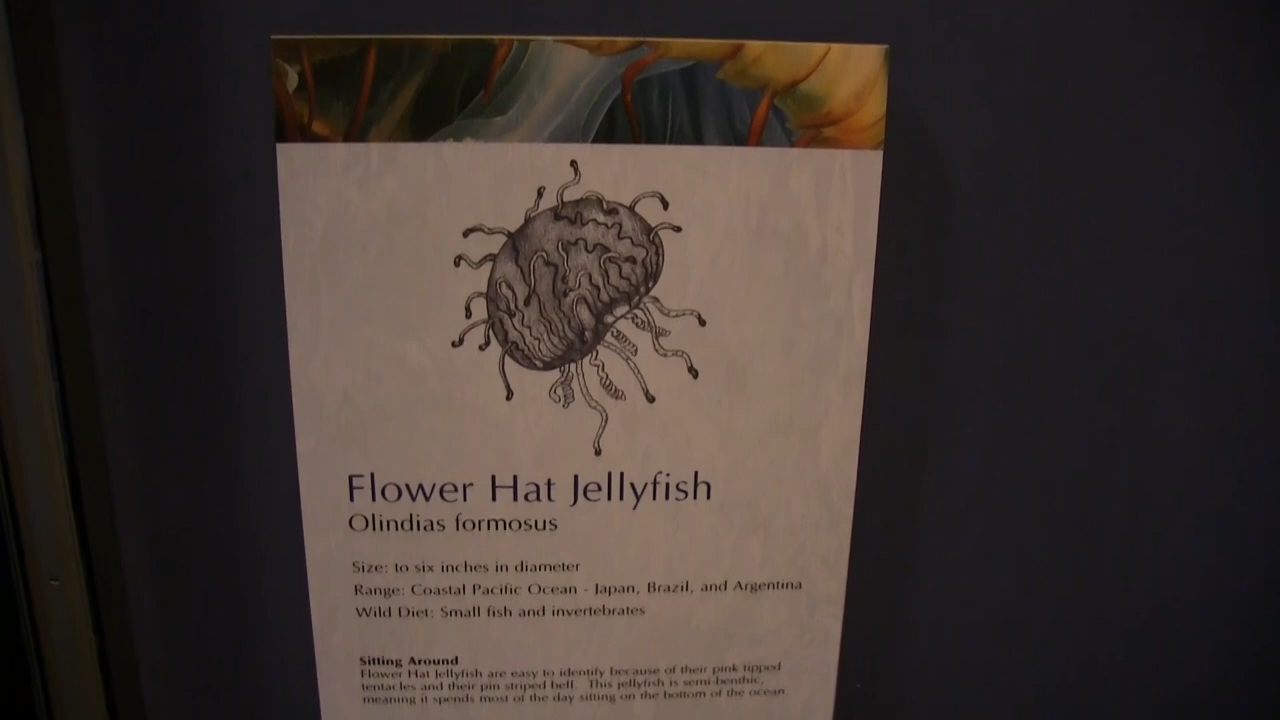 Flower Hat Jellyfish
Olindias formosus
Size: to six inches in diameter
Range: Coastal Pacific Ocean - Japan, Brazil, and Argentina
Wild Diet: Small fish and invertebrates
Sitting Around
Flower Hat Jellyfish are easy to identify because of their pink tipped
tentacles and their pin striped bell. This jellyfish is semi-benthic,
meaning it spends most of the day sitting on the bottom of the ocean